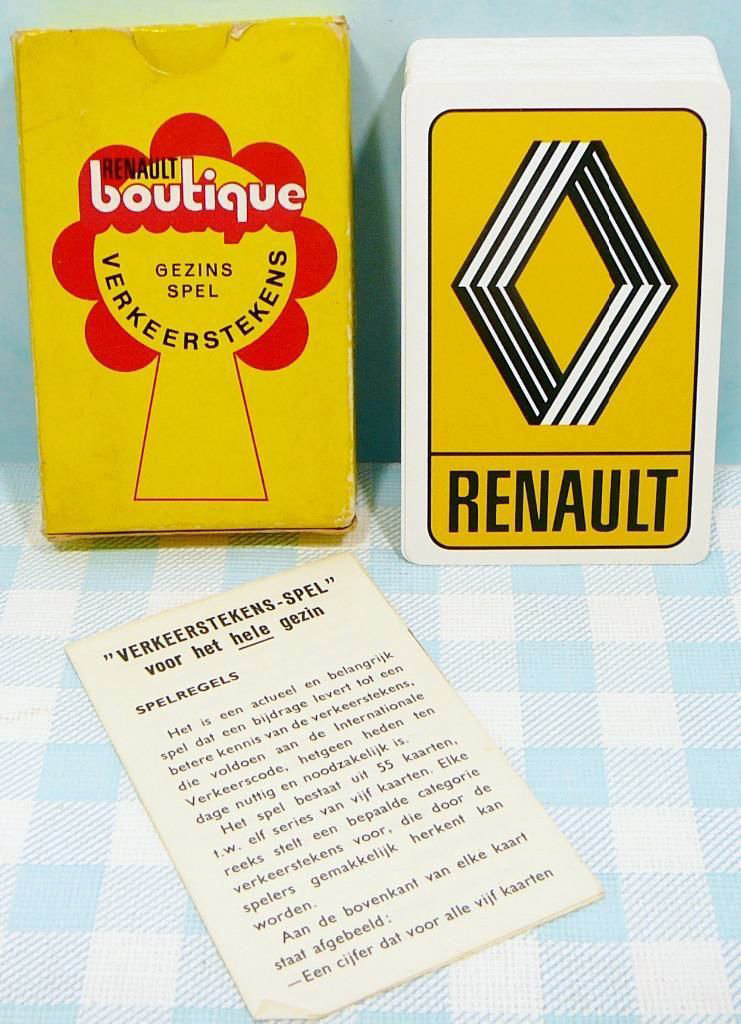 RENAULT
boutique
GEZINS
SPEL
VERKEERSTEKENS
RENAULT
"VERKEERSTEKENS-SPEL"
voor het hele gezin
SPELREGELS
Het is een actueel en belangrijk
spel dat een bijdrage levert tot een
betere kennis van de verkeerstekens,
die voldoen aan de Internationale
Verkeerscode, hetgeen heden ten
dage nuttig en noodzakelijk is.
Het spel bestaat uit 55 kaarten,
t.w. elf series van vijf kaarten. Elke
reeks stelt een bepaalde categorie
verkeerstekens voor, die door de
spelers gemakkelijk herkent kan
worden.
Aan de bovenkant van elke kaart
staat afgebeeld:
—Een cijfer dat voor alle vijf kaarten